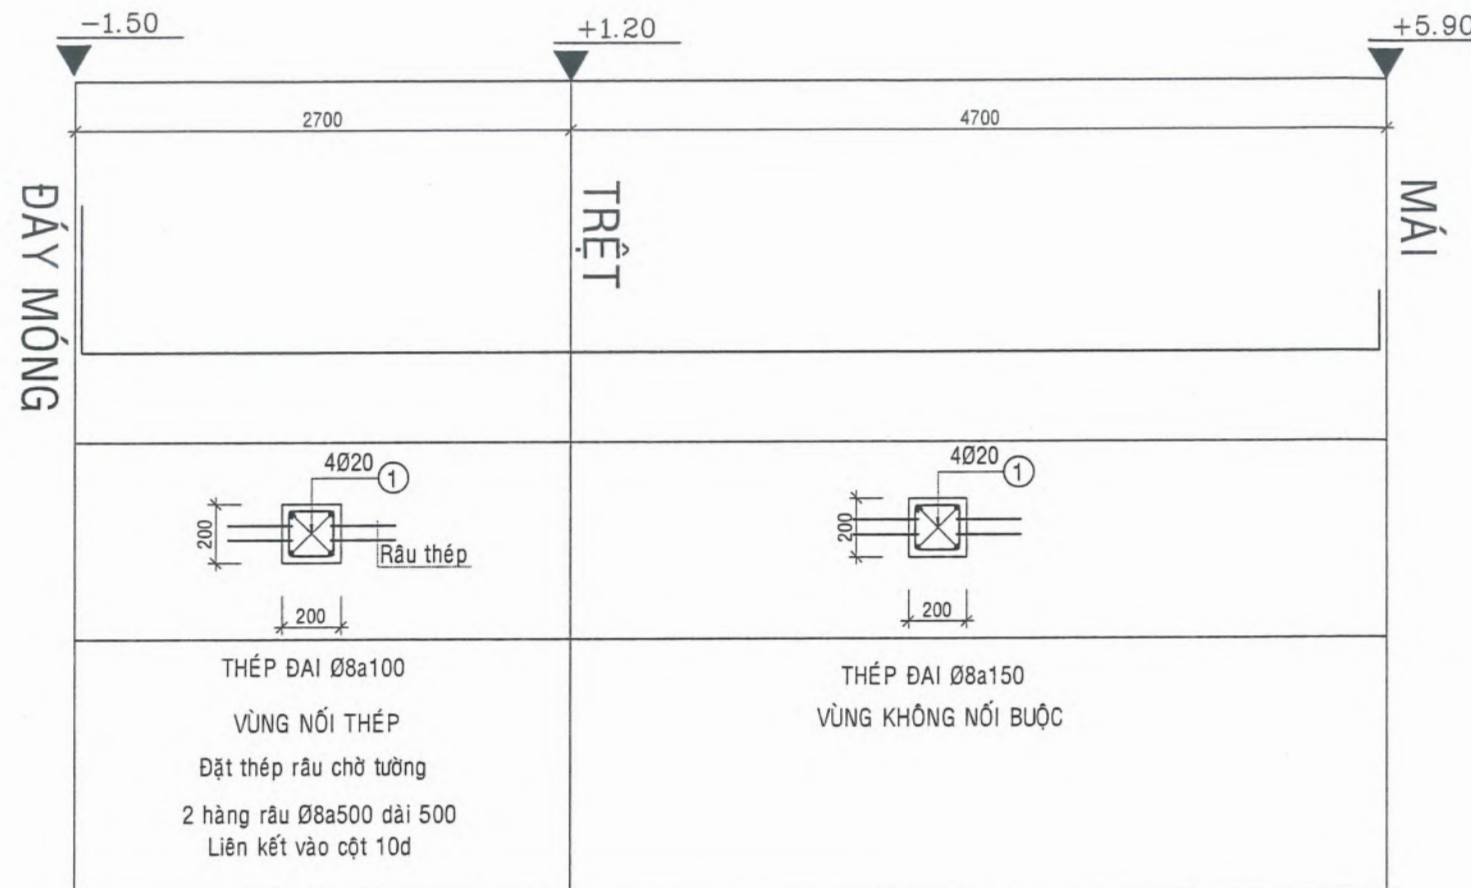 -1.50
+1.20
+5.90
2700
4700
ĐÁY MÓNG
TRỆT
MÁI
4Ø20
1
200
Râu thép
200
4Ø20
1
200
200
THÉP ĐAI Ø8a100
VÙNG NỐI THÉP
Đặt thép râu chờ tường
2 hàng râu Ø8a500 dài 500
Liên kết vào cột 10d
THÉP ĐAI Ø8a150
VÙNG KHÔNG NỐI BUỘC